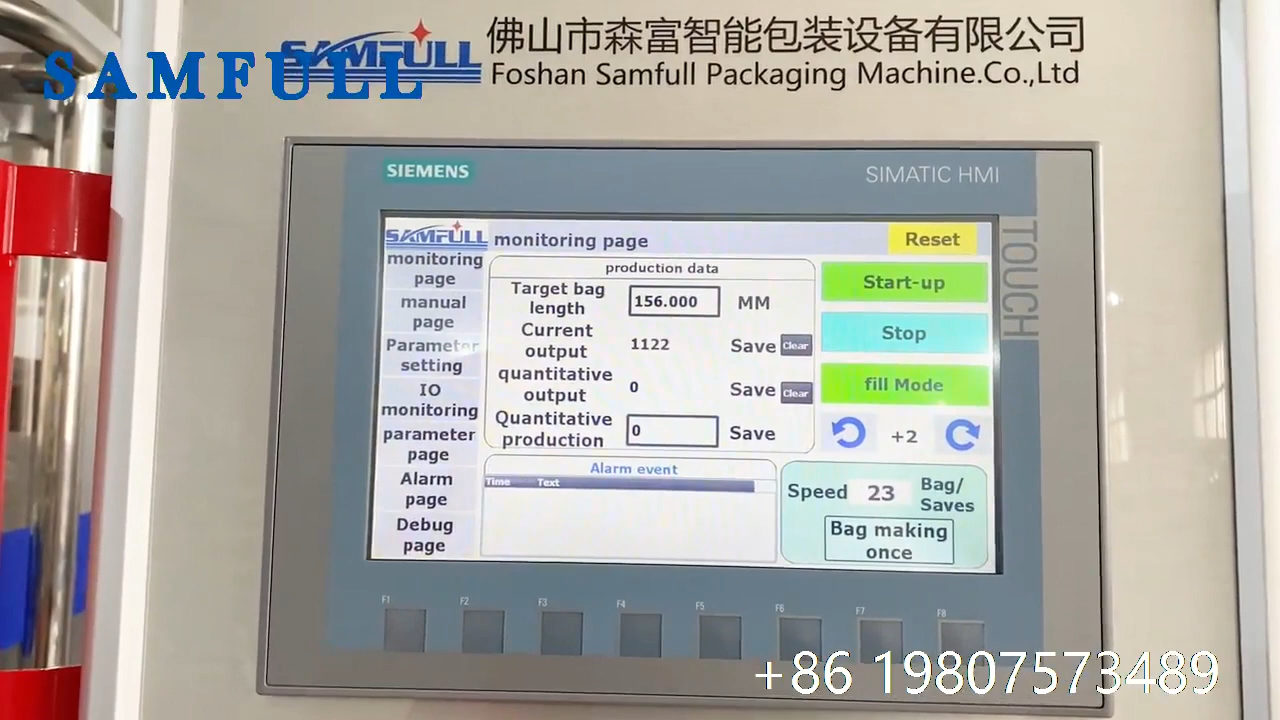 SAMFULL
SAMFULL
佛山市森富智能包装设备有限公司
Foshan Samfull Packaging Machine.Co.,Ltd
SIEMENS
SIMATIC HMI
TOUCH
SAMFULL
monitoring page
Reset
monitoring
page
manual
page
Parameter
setting
IO
monitoring
parameter
page
Alarm
page
Debug
page
production data
Target bag
length
156.000
MM
Current
output
1122
Save
Clear
quantitative
output
0
Save
Clear
Quantitative
production
0
Save
Start-up
Stop
fill Mode
+2
Alarm event
Time
Text
Speed
23
Bag/
Saves
Bag making
once
F1
F2
F3
F4
F5
F6
F7
F8
+86 19807573489